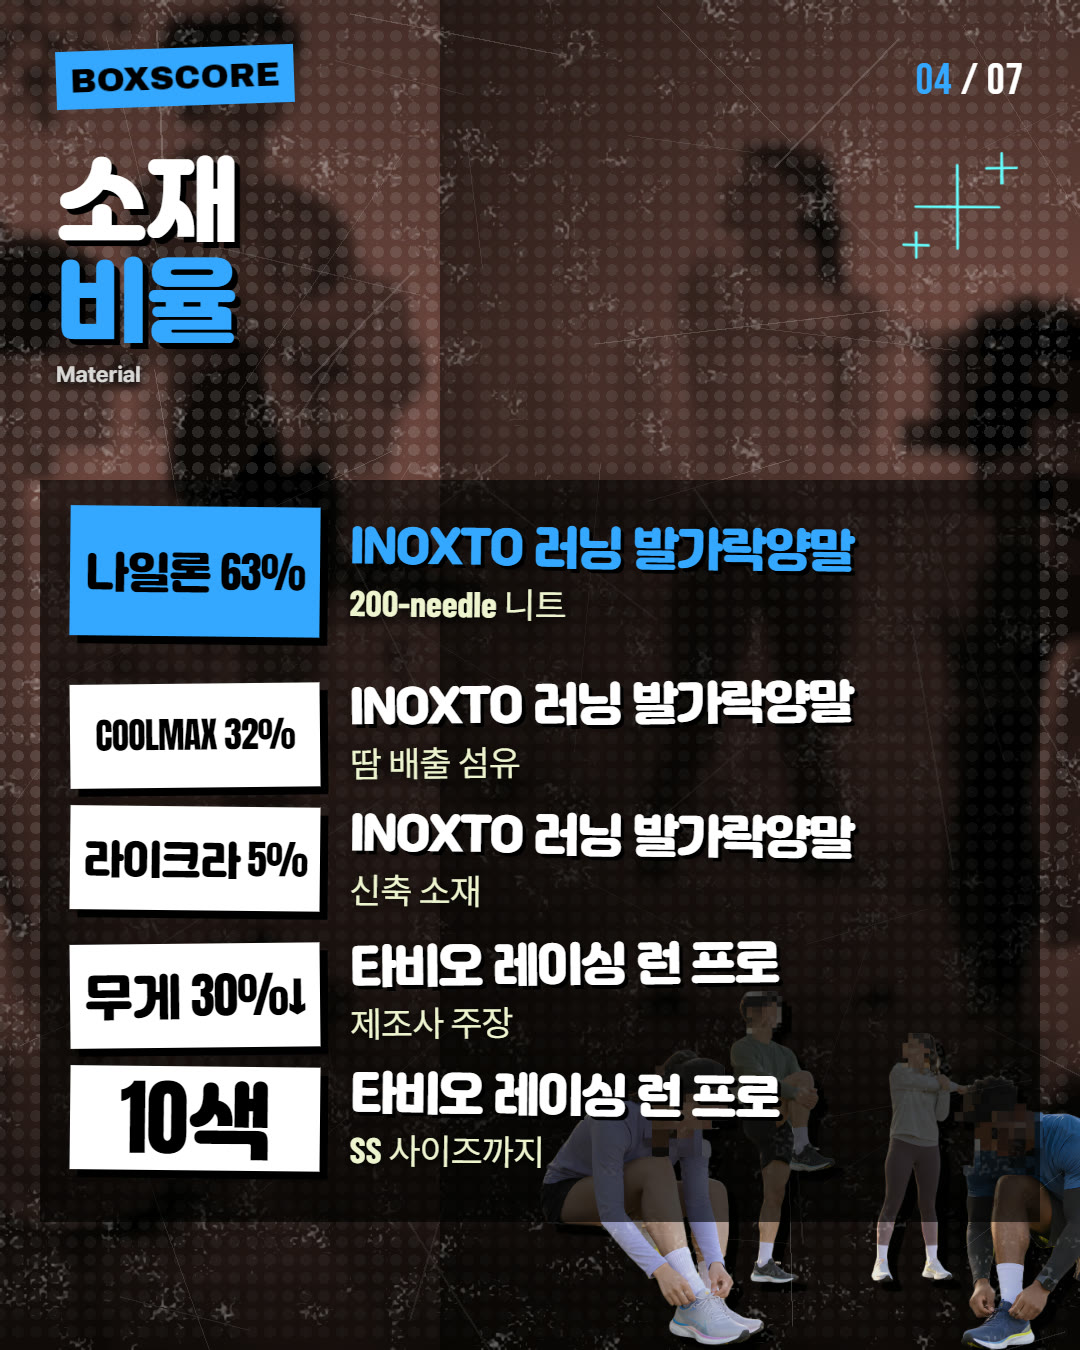 BOXSCORE
04 / 07
소재
비율
Material
나일론 63%
INOXTO 러닝 발가락양말
200-needle 니트
COOLMAX 32%
INOXTO 러닝 발가락양말
땀 배출 섬유
라이크라 5%
INOXTO 러닝 발가락양말
신축 소재
무게 30%↓
타비오 레이싱 런 프로
제조사 주장
10색
타비오 레이싱 런 프로
SS 사이즈까지